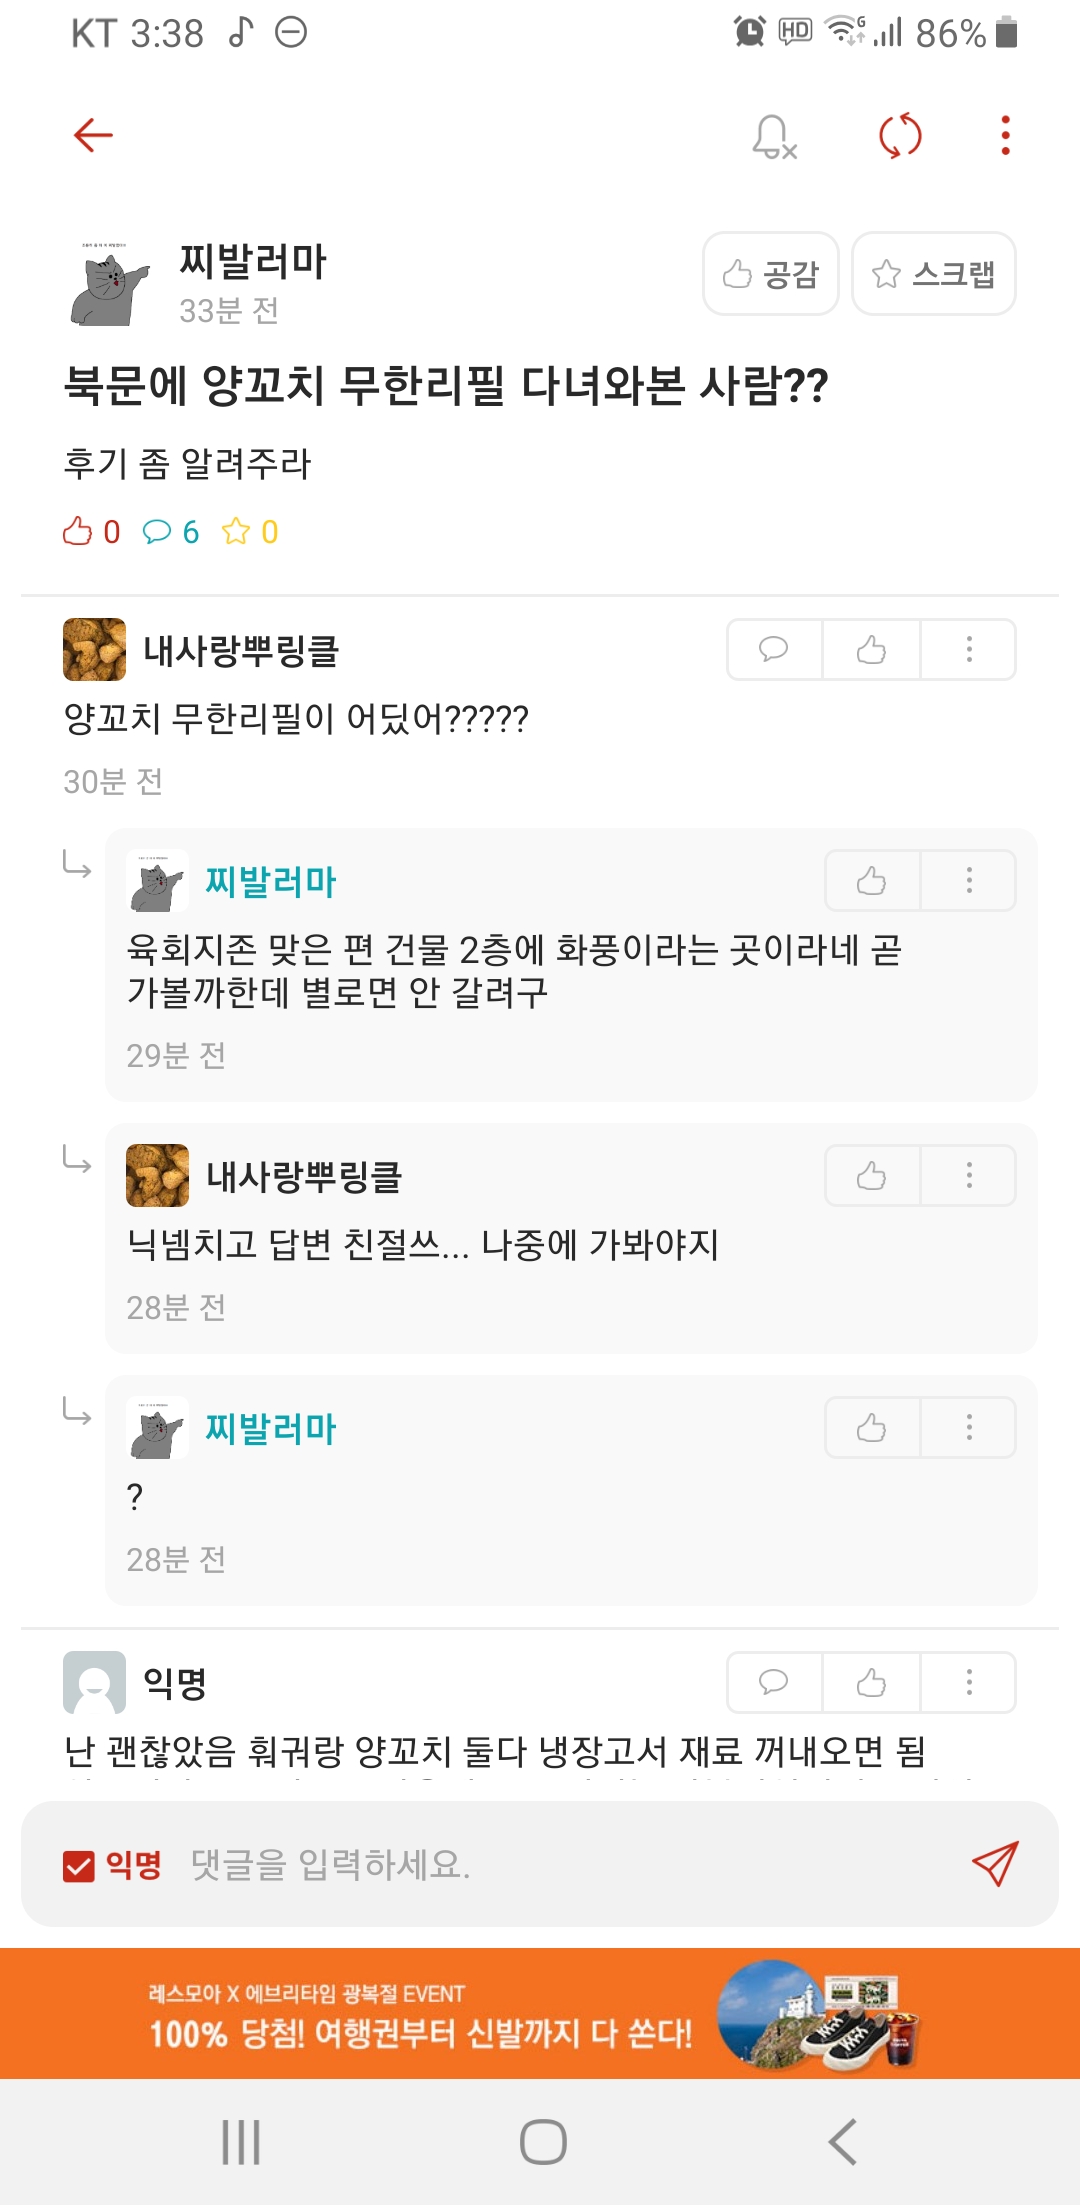 KT 3:38
HD
86%
찌발러마
33분 전
공감
스크랩
북문에 양꼬치 무한리필 다녀와본 사람??
후기 좀 알려주라
0 6 0
내사랑뿌링클
양꼬치 무한리필이 어딨어?????
30분 전
찌발러마
육회지존 맞은 편 건물 2층에 화풍이라는 곳이라네 곧
가볼까한데 별로면 안 갈려구
29분 전
내사랑뿌링클
닉넴치고 답변 친절쓰... 나중에 가봐야지
28분 전
찌발러마
?
28분 전
익명
난 괜찮았음 훠궈랑 양꼬치 둘다 냉장고서 재료 꺼내오면 됨
익명 댓글을 입력하세요.
레스모아 X 에브리타임 광복절 EVENT
100% 당첨! 여행권부터 신발까지 다 쏜다!